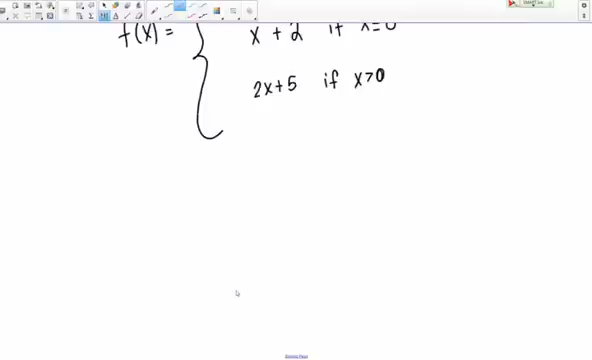 f(x) = x + 2 if x = 0
2x+5 if x>0